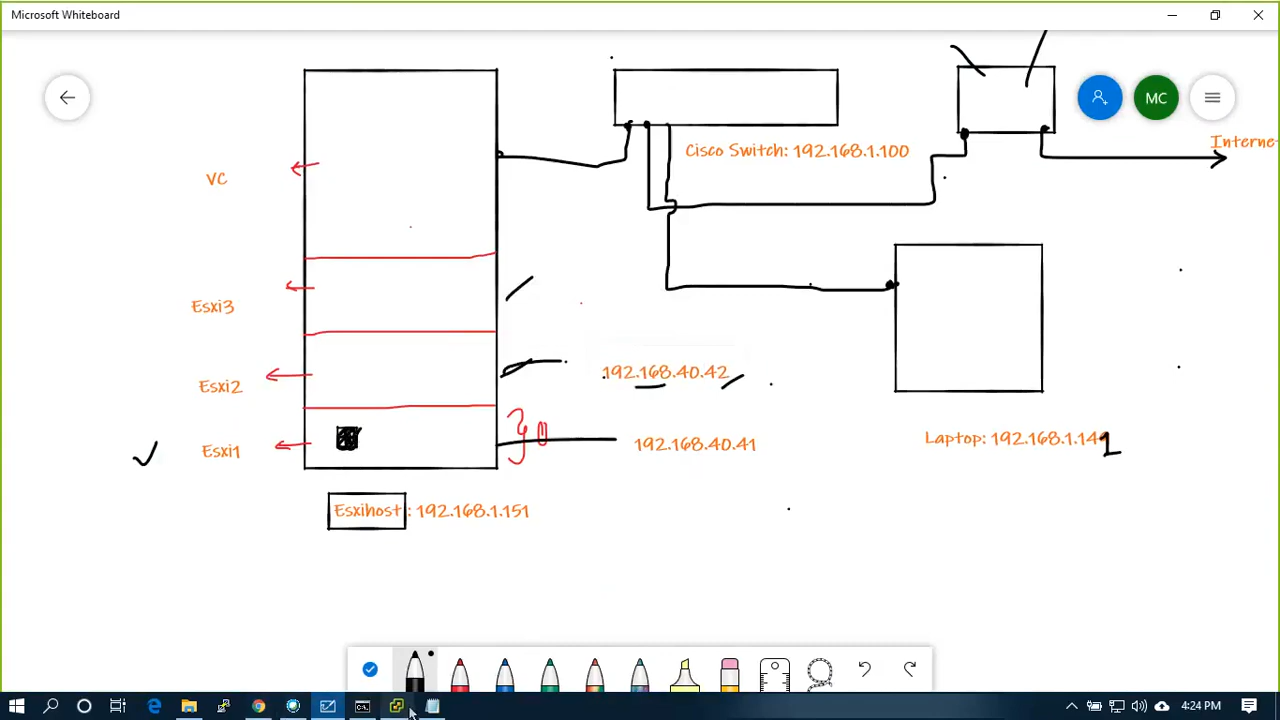 Microsoft Whiteboard
MC
Cisco Switch: 192.168.1.100
Interne
VC
Esxi3
192.168.40.42
Esxi2
Esxi1
192.168.40.41
Laptop: 192.168.1.141
Esxihost : 192.168.1.151
4:24 PM